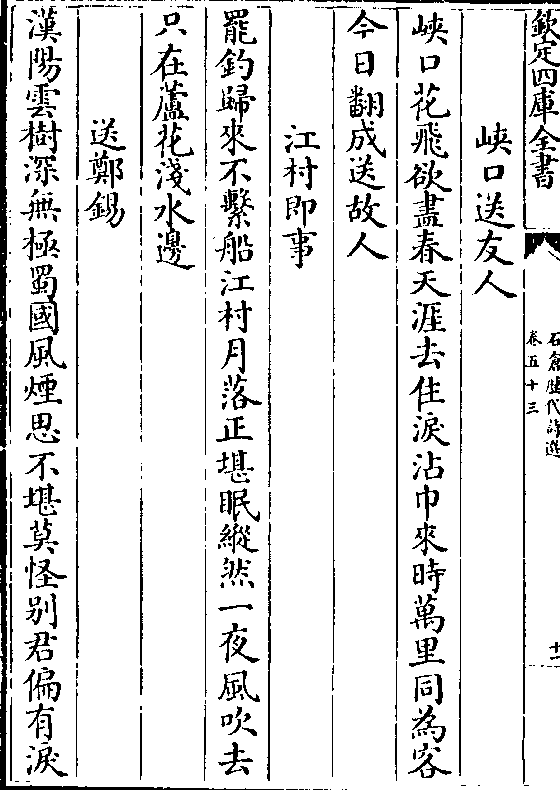 欽定四庫全書
石倉歷代詩選
卷五十三
十一
峽口送友人
峽口花飛欲盡春天涯去住淚沾巾來時萬里同為客
今日翻成送故人
江村即事
罷釣歸來不繫船江村月落正堪眠縱然一夜風吹去
只在蘆花淺水邊
送鄭錫
漢陽雲樹深無極蜀國風煙思不堪莫怪别君偏有淚